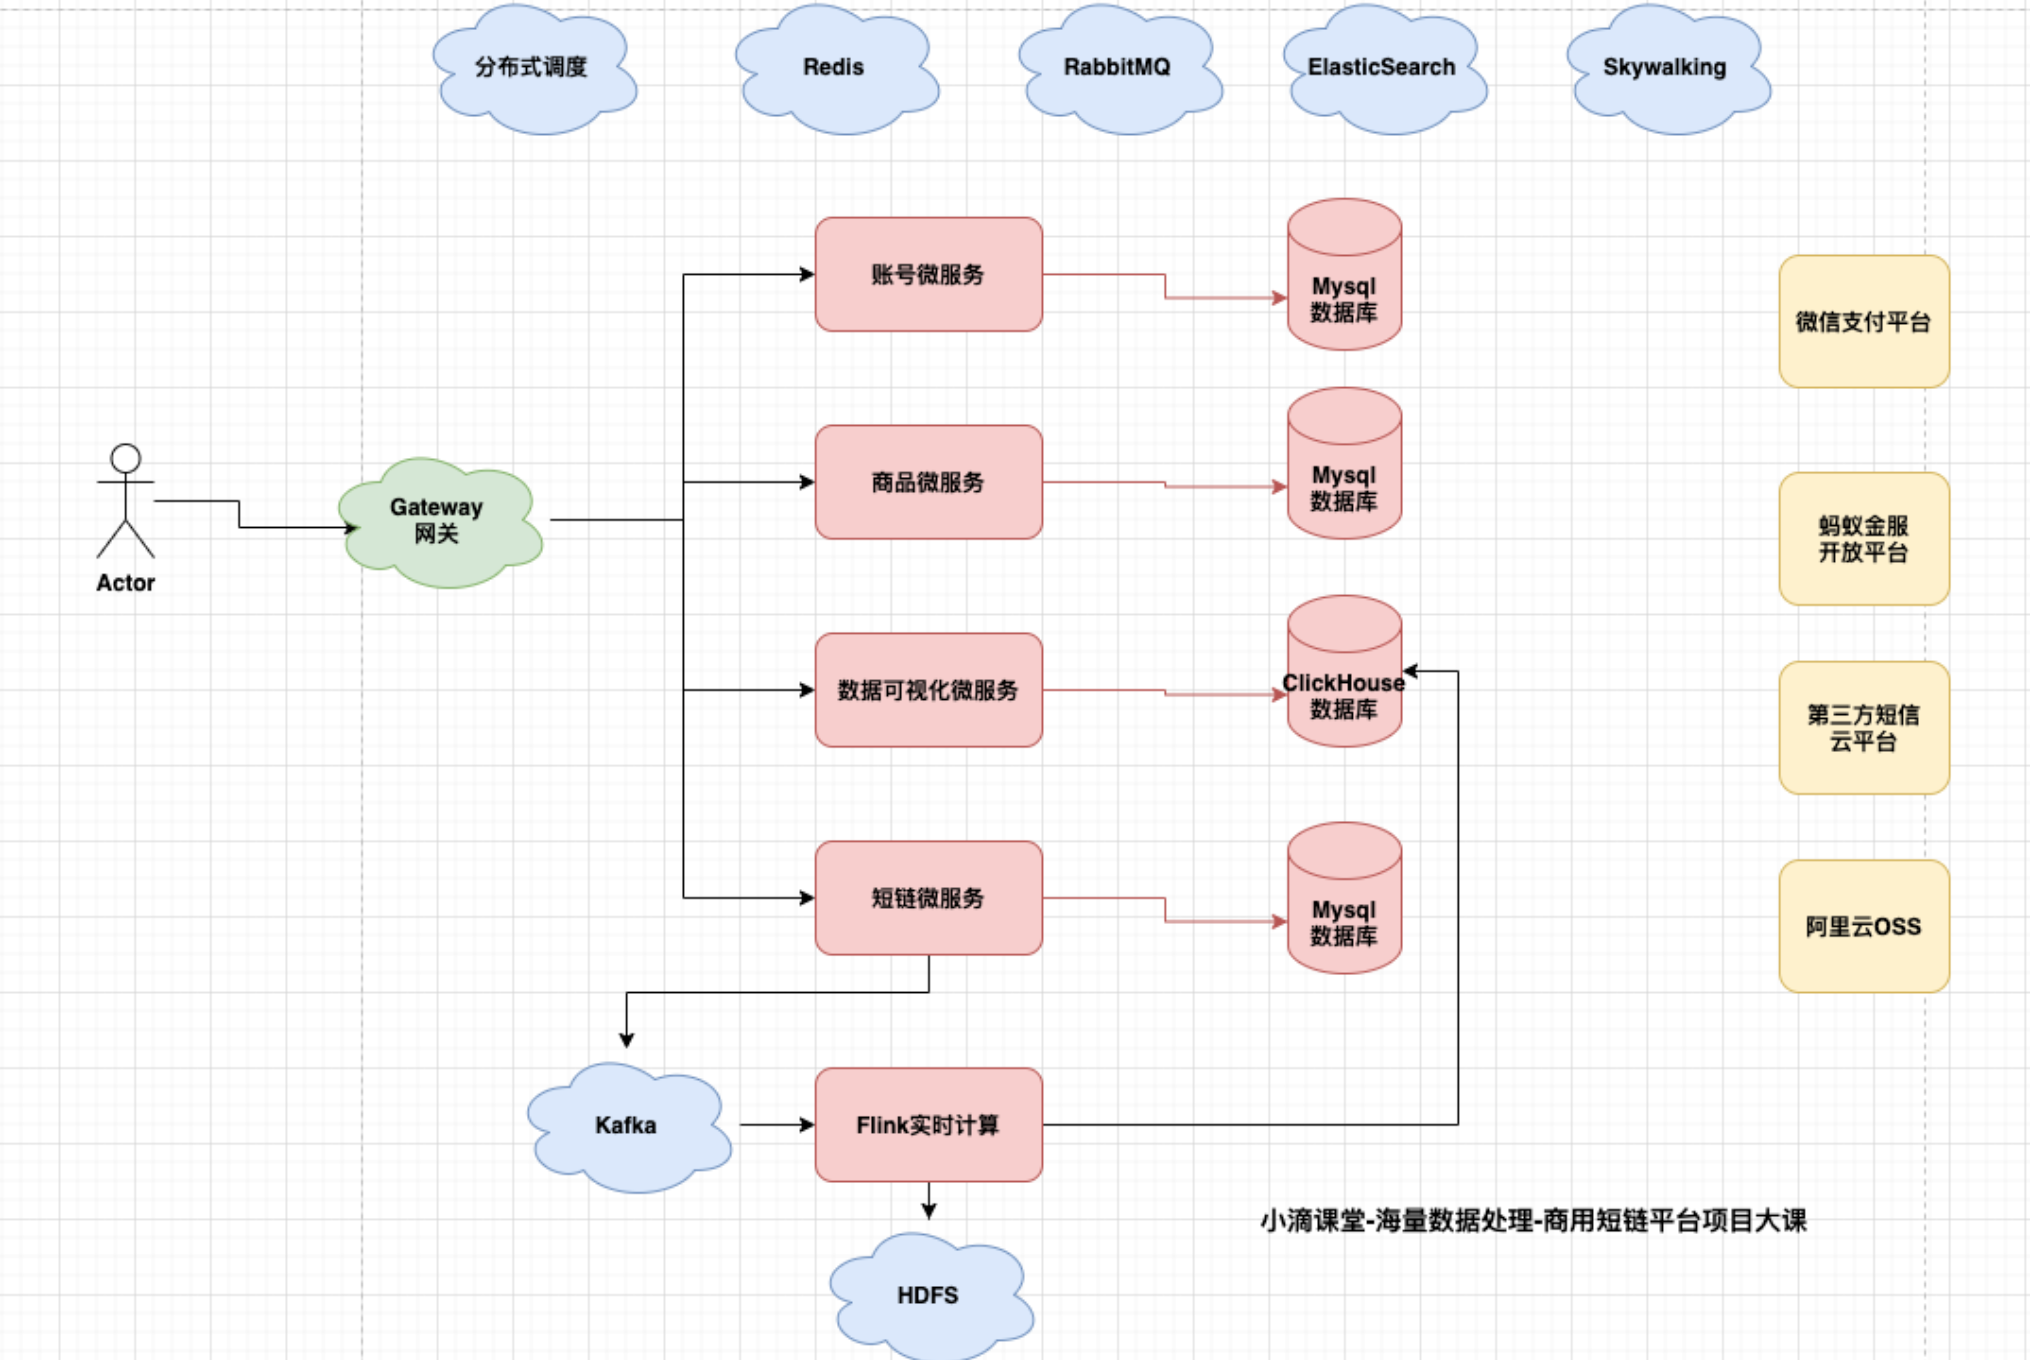 分布式调度
Redis
RabbitMQ
ElasticSearch
Skywalking
账号微服务
Mysql
数据库
微信支付平台
商品微服务
Mysql
数据库
Actor
Gateway
网关
蚂蚁金服
开放平台
数据可视化微服务
ClickHouse
数据库
第三方短信
云平台
短链微服务
Mysql
数据库
阿里云OSS
Kafka
Flink实时计算
小滴课堂-海量数据处理-商用短链平台项目大课
HDFS